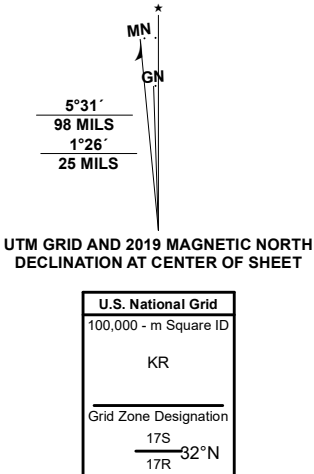 ★
MN
GN
5°31´
98 MILS
1°26´
25 MILS
UTM GRID AND 2019 MAGNETIC NORTH
DECLINATION AT CENTER OF SHEET
U.S. National Grid
100,000 - m Square ID
KR
Grid Zone Designation
17S
32°N
17R